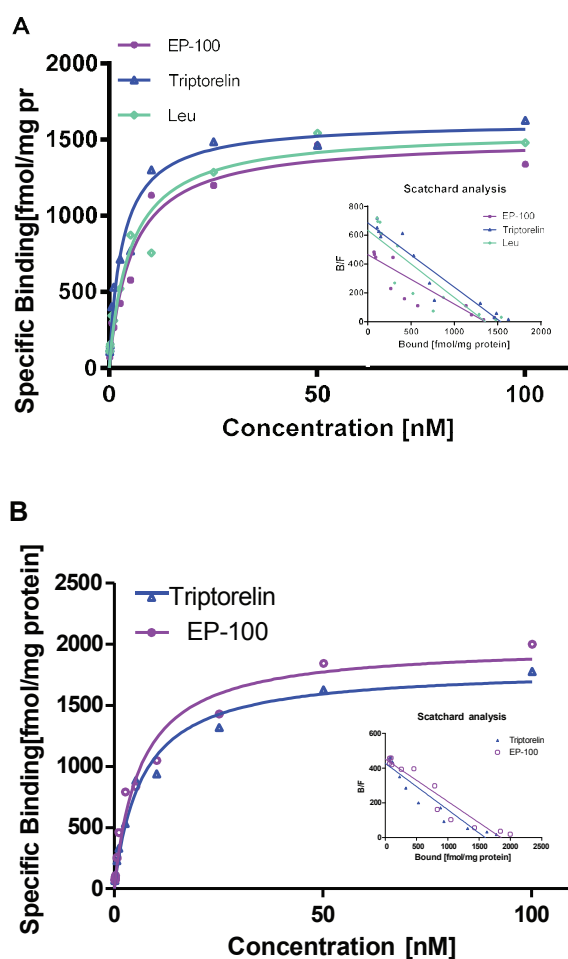 A
EP-100
Triptorelin
Leu
2000
1500
1000
500
0
0
50
100
Specific Binding[fmol/mg pr
Concentration [nM]
Scatchard analysis
EP-100
Triptorelin
Leu
800
600
400
200
0
0
500
1000
1500
2000
B/F
Bound [fmol/mg protein]
B
Triptorelin
EP-100
2500
2000
1500
1000
500
0
0
50
100
Specific Binding[fmol/mg protein]
Concentration [nM]
Scatchard analysis
Triptorelin
EP-100
600
400
200
0
0
500
1000
1500
2000
2500
B/F
Bound [fmol/mg protein]